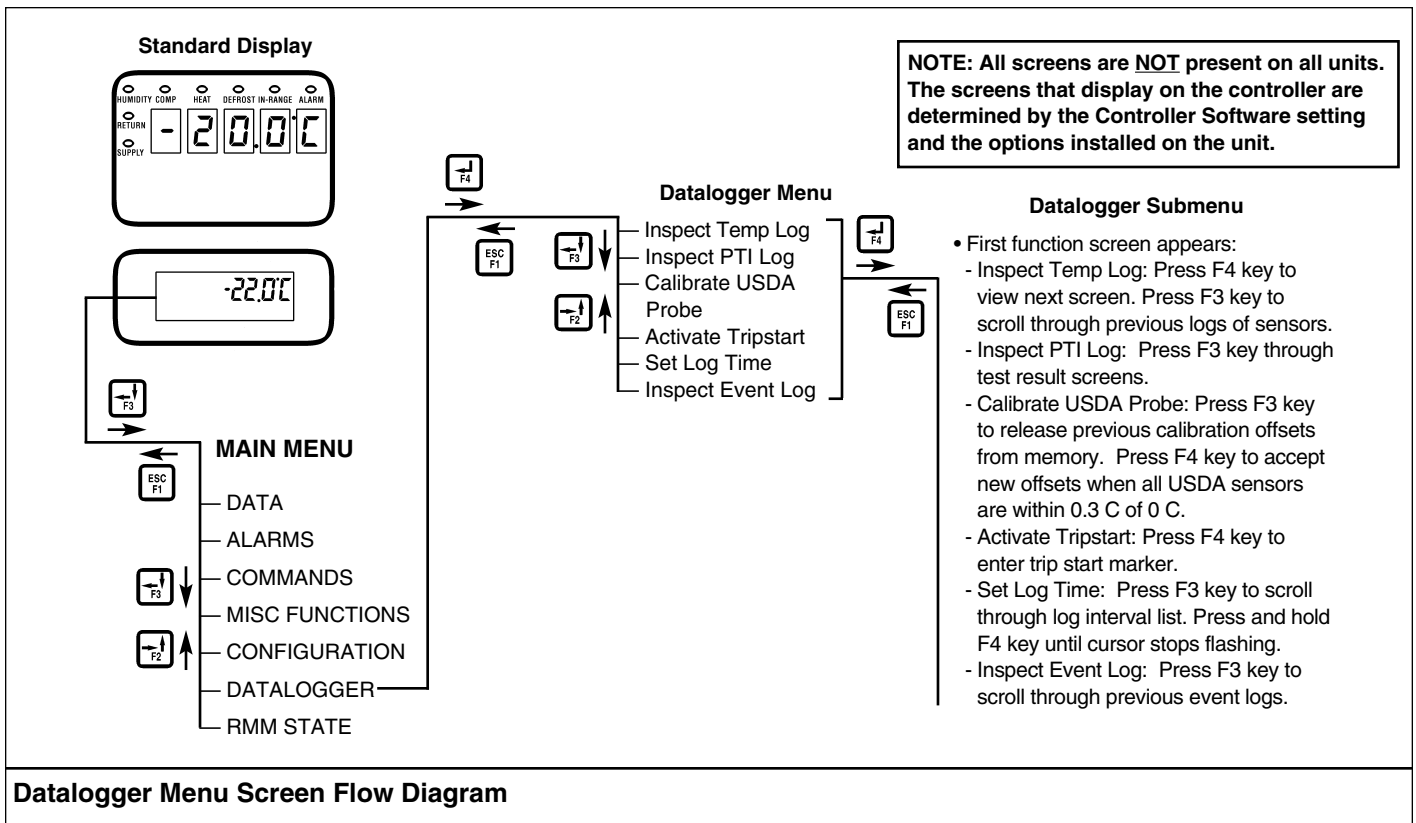 Standard Display
HUMIDITY COMP HEAT DEFROST IN-RANGE ALARM
RETURN
SUPPLY
-20.0°C
-22.0°C
F3
ESC
F1
MAIN MENU
DATA
ALARMS
COMMANDS
MISC FUNCTIONS
CONFIGURATION
DATALOGGER
RMM STATE
F3
F2
F4
ESC
F1
Datalogger Menu
Inspect Temp Log
Inspect PTI Log
Calibrate USDA
Probe
Activate Tripstart
Set Log Time
Inspect Event Log
F3
F2
F4
ESC
F1
NOTE: All screens are NOT present on all units.
The screens that display on the controller are
determined by the Controller Software setting
and the options installed on the unit.
Datalogger Submenu
• First function screen appears:
- Inspect Temp Log: Press F4 key to
view next screen. Press F3 key to
scroll through previous logs of sensors.
- Inspect PTI Log: Press F3 key through
test result screens.
- Calibrate USDA Probe: Press F3 key
to release previous calibration offsets
from memory. Press F4 key to accept
new offsets when all USDA sensors
are within 0.3 C of 0 C.
- Activate Tripstart: Press F4 key to
enter trip start marker.
- Set Log Time: Press F3 key to scroll
through log interval list. Press and hold
F4 key until cursor stops flashing.
- Inspect Event Log: Press F3 key to
scroll through previous event logs.
Datalogger Menu Screen Flow Diagram